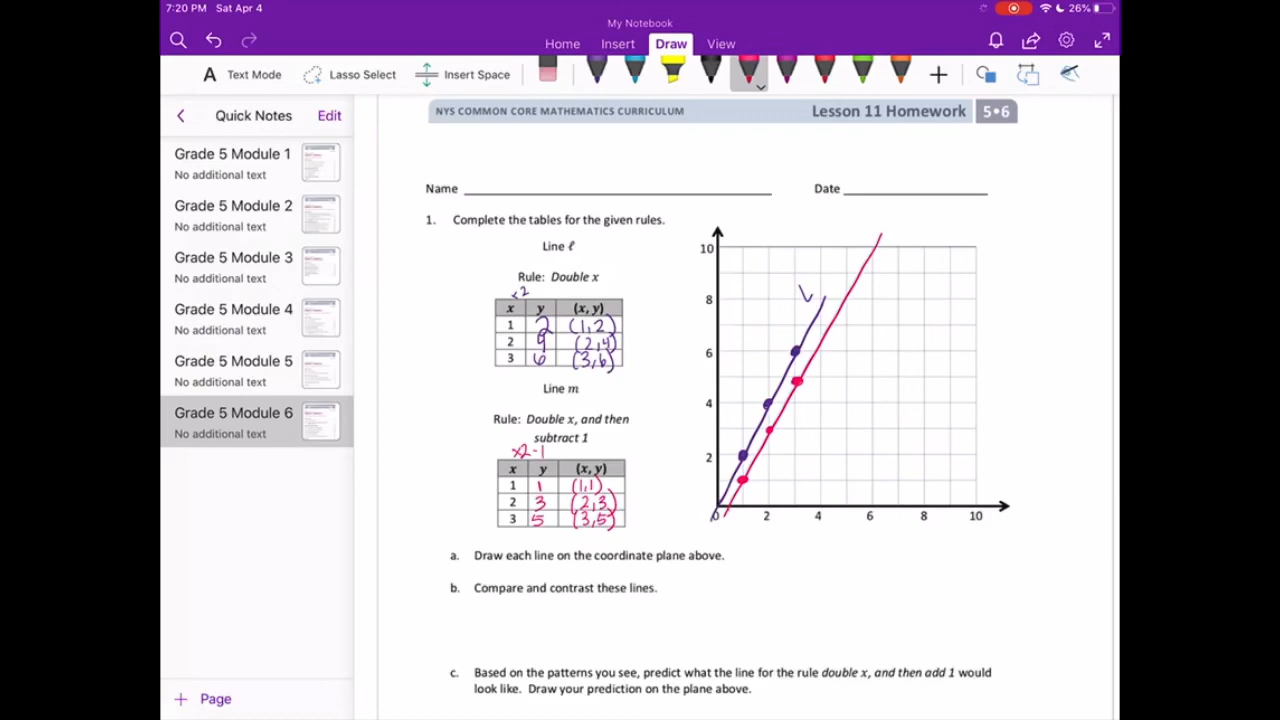 7:20 PM Sat Apr 4
26%
My Notebook
Home Insert Draw View
A Text Mode Lasso Select Insert Space
Quick Notes Edit
Grade 5 Module 1
No additional text
Grade 5 Module 2
No additional text
Grade 5 Module 3
No additional text
Grade 5 Module 4
No additional text
Grade 5 Module 5
No additional text
Grade 5 Module 6
No additional text
+ Page
NYS COMMON CORE MATHEMATICS CURRICULUM Lesson 11 Homework 5•6
Name Date
1. Complete the tables for the given rules.
Line ℓ
Rule: Double x
×2
x y (x, y)
1 2 (1,2)
2 4 (2,4)
3 6 (3,6)
Line m
Rule: Double x, and then
subtract 1
×2-1
x y (x, y)
1 1 (1,1)
2 3 (2,3)
3 5 (3,5)
10
8
6
4
2
0 2 4 6 8 10
a. Draw each line on the coordinate plane above.
b. Compare and contrast these lines.
c. Based on the patterns you see, predict what the line for the rule double x, and then add 1 would
look like. Draw your prediction on the plane above.